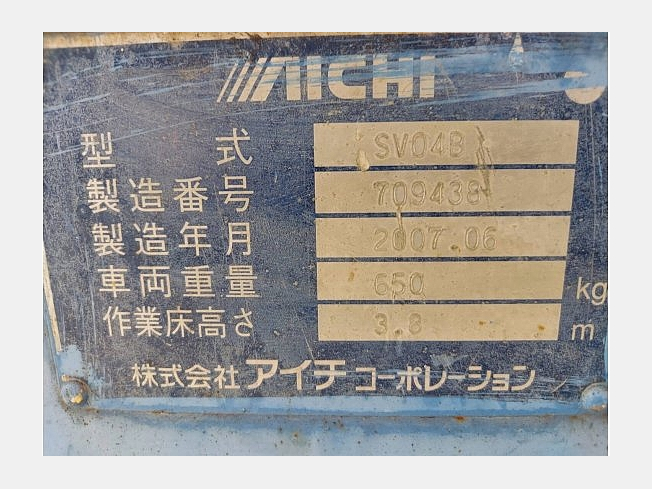 AICHI
型式 SV04B
製造番号 709438
製造年月 2007.06
車両重量 650 kg
作業床高さ 3.8 m
株式会社アイチコーポレーション